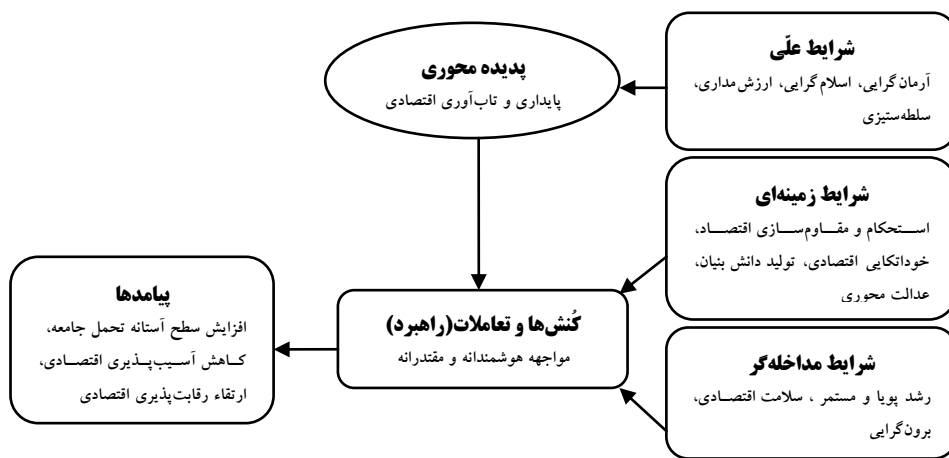 شرایط علّی
آرمان‌گرایی، اسلام‌گرایی، ارزش‌مداری،
سلطه‌ستیزی
پدیده محوری
پایداری و تاب‌آوری اقتصادی
شرایط زمینه‌ای
استحکام و مقاوم‌سازی اقتصاد،
خوداتکایی اقتصادی، تولید دانش بنیان،
عدالت محوری
کُنش‌ها و تعاملات(راهبرد)
مواجهه هوشمندانه و مقتدرانه
پیامدها
افزایش سطح آستانه تحمل جامعه،
کاهش آسیب‌پذیری اقتصادی،
ارتقاء رقابت‌پذیری اقتصادی
شرایط مداخله‌گر
رشد پویا و مستمر ، سلامت اقتصادی،
برون‌گرایی